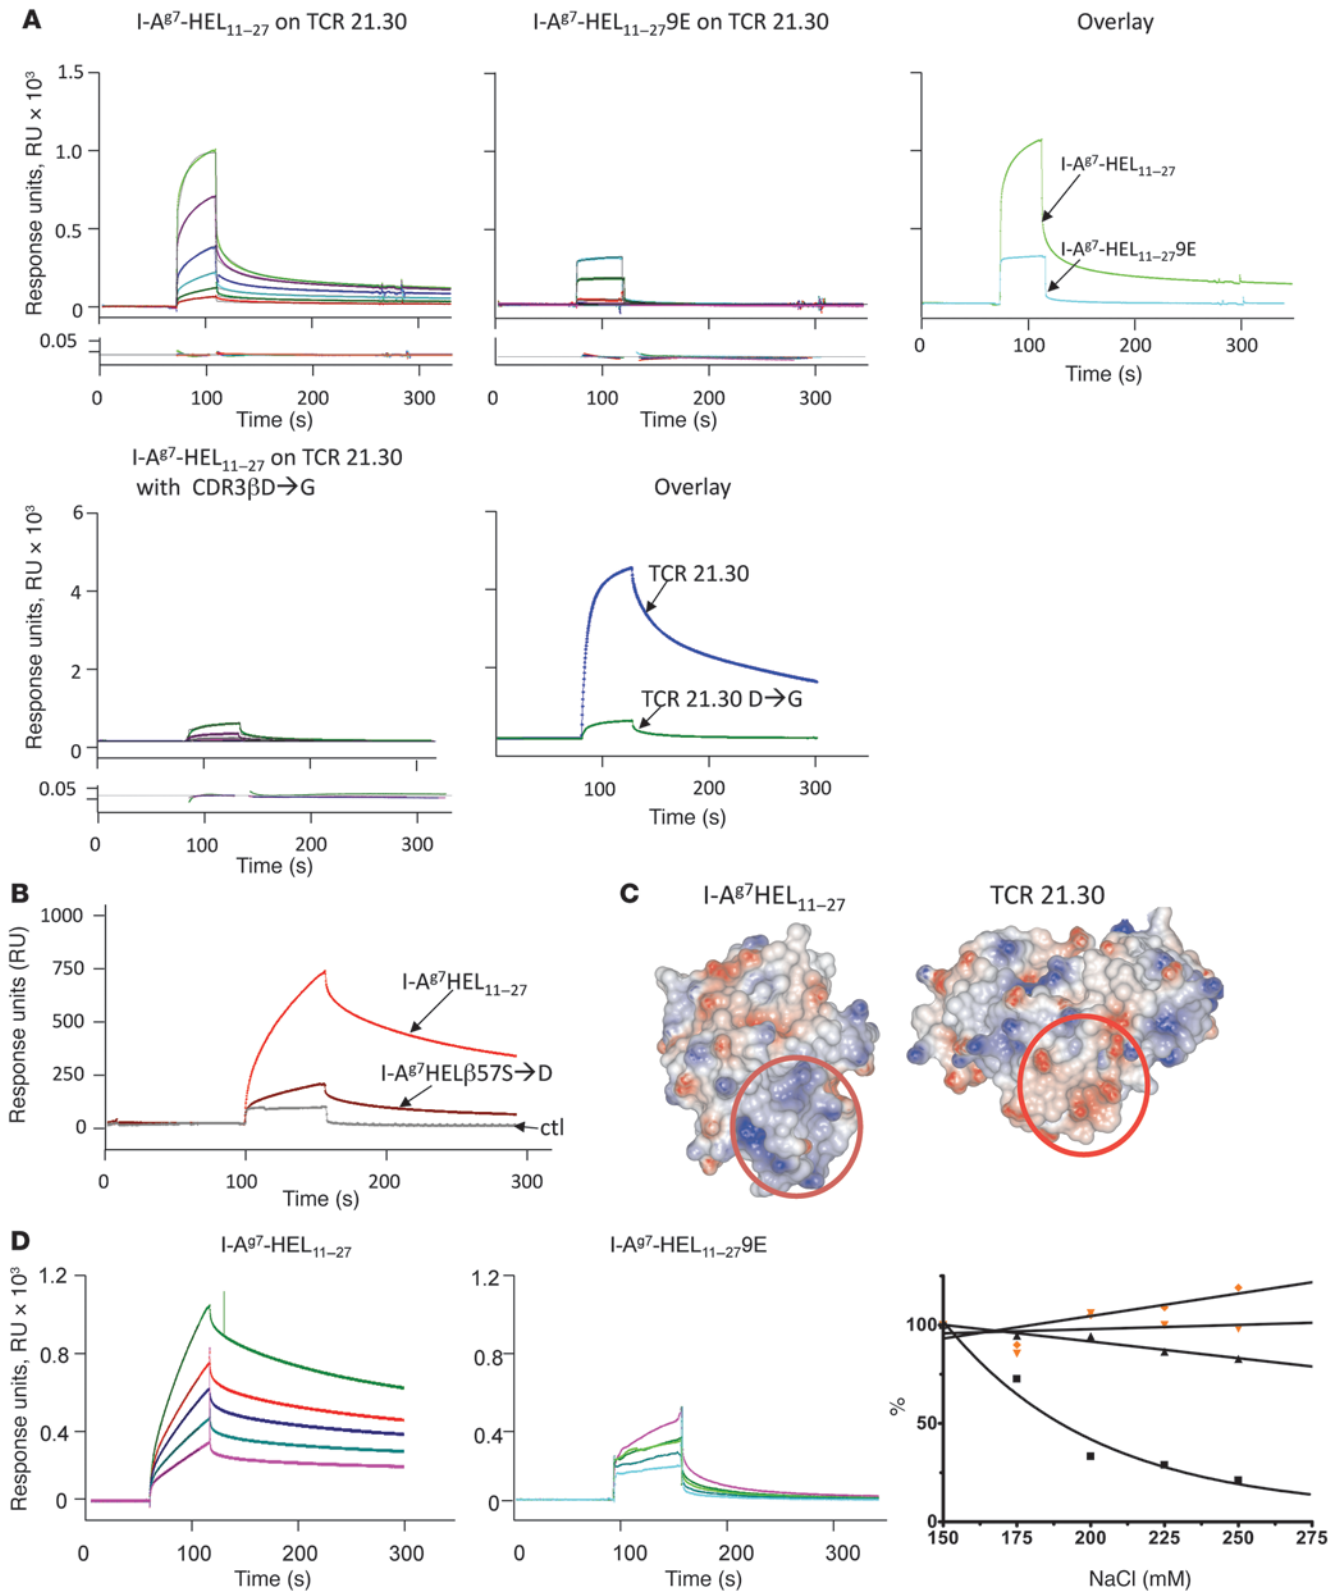 A
I-Ag7-HEL11–27 on TCR 21.30
I-Ag7-HEL11–279E on TCR 21.30
Overlay
Response units, RU × 10³
1.5
1.0
0.5
0
0.05
0 100 200 300
Time (s)
0 100 200 300
Time (s)
I-Ag7-HEL11–27
I-Ag7-HEL11–279E
0 100 200 300
Time (s)
I-Ag7-HEL11–27 on TCR 21.30
with CDR3βD→G
Overlay
Response units, RU × 10³
6
4
2
0
0.05
0 100 200 300
Time (s)
TCR 21.30
TCR 21.30 D→G
100 200 300
Time (s)
B
Response units (RU)
1000
750
500
250
0
I-Ag7HEL11–27
I-Ag7HELβ57S→D
ctl
0 100 200 300
Time (s)
C
I-Ag7HEL11–27
TCR 21.30
D
I-Ag7-HEL11–27
Response units, RU × 10³
1.2
0.8
0.4
0
0 100 200 300
Time (s)
I-Ag7-HEL11–279E
1.2
0.8
0.4
0
0 100 200 300
Time (s)
%
100
50
0
150 175 200 225 250 275
NaCl (mM)